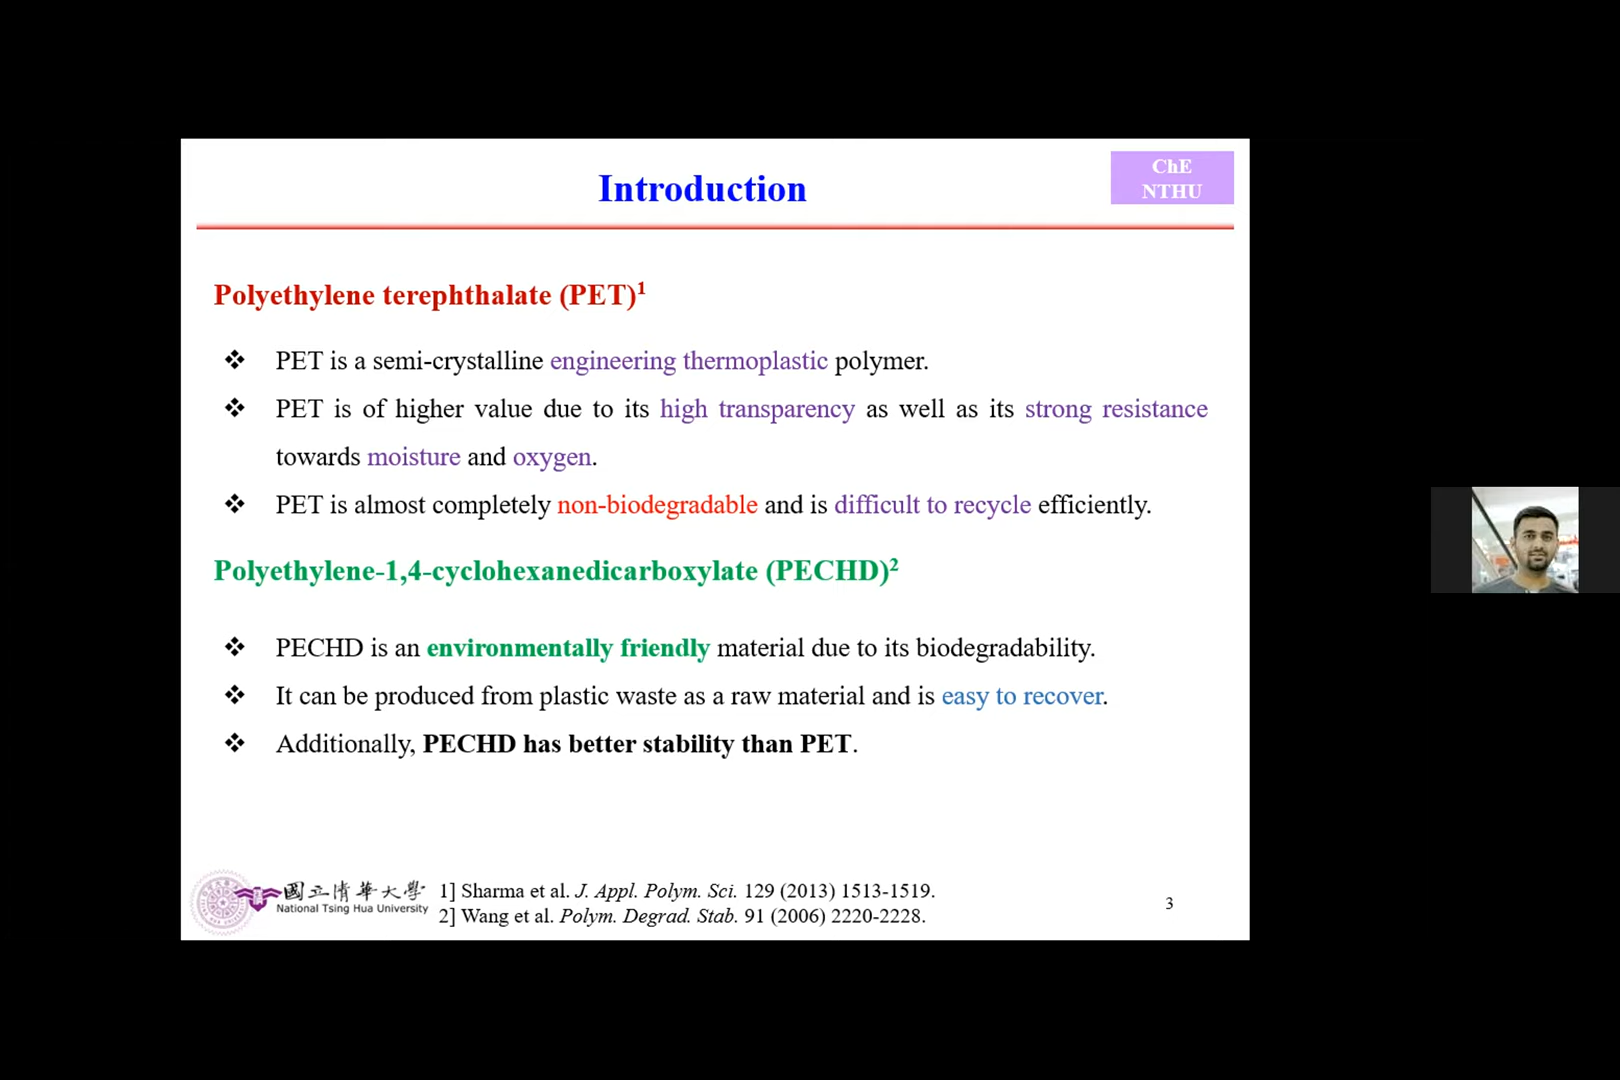 Introduction
ChE
NTHU
Polyethylene terephthalate (PET)1
❖ PET is a semi-crystalline engineering thermoplastic polymer.
❖ PET is of higher value due to its high transparency as well as its strong resistance
towards moisture and oxygen.
❖ PET is almost completely non-biodegradable and is difficult to recycle efficiently.
Polyethylene-1,4-cyclohexanedicarboxylate (PECHD)2
❖ PECHD is an environmentally friendly material due to its biodegradability.
❖ It can be produced from plastic waste as a raw material and is easy to recover.
❖ Additionally, PECHD has better stability than PET.
國立清華大學
National Tsing Hua University
1] Sharma et al. J. Appl. Polym. Sci. 129 (2013) 1513-1519.
2] Wang et al. Polym. Degrad. Stab. 91 (2006) 2220-2228.
3